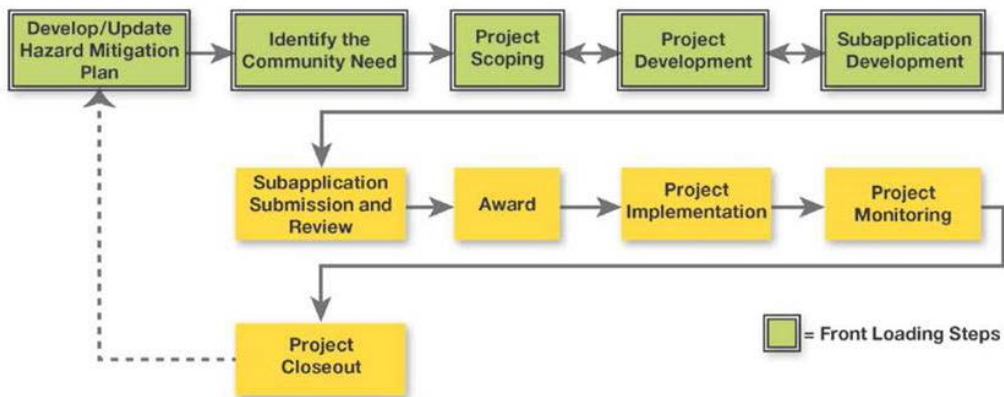 Develop/Update
Hazard Mitigation
Plan
Identify the
Community Need
Project
Scoping
Project
Development
Subapplication
Development
Subapplication
Submission and
Review
Award
Project
Implementation
Project
Monitoring
Project
Closeout
= Front Loading Steps